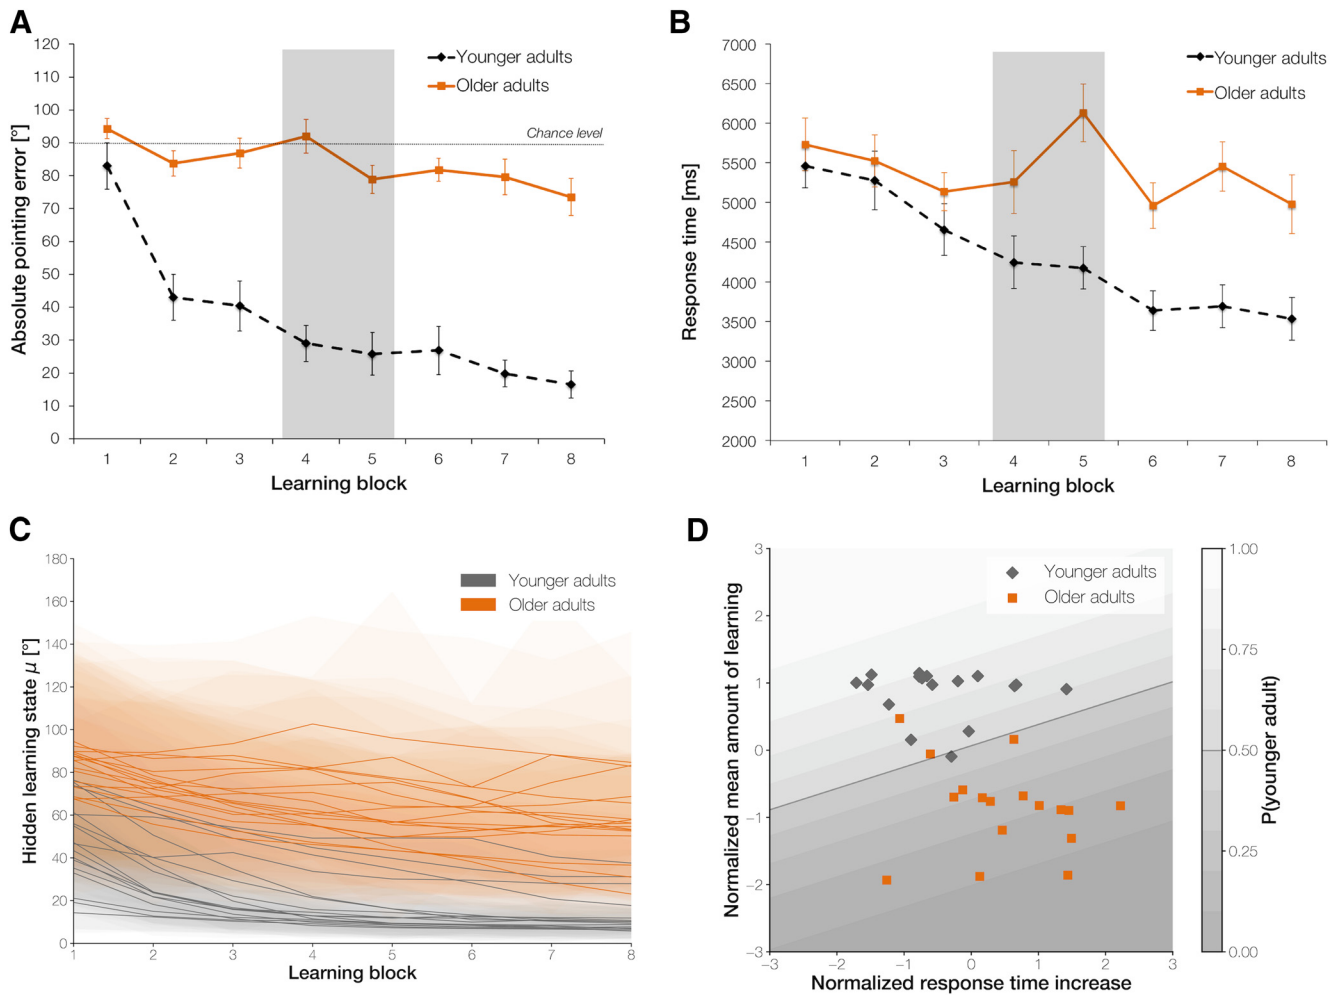 A
120
110
100
90
80
70
60
50
40
30
20
10
0
Absolute pointing error [°]
Younger adults
Older adults
Chance level
1 2 3 4 5 6 7 8
Learning block
B
7000
6500
6000
5500
5000
4500
4000
3500
3000
2500
2000
Response time [ms]
Younger adults
Older adults
1 2 3 4 5 6 7 8
Learning block
C
180
160
140
120
100
80
60
40
20
0
Hidden learning state μ [°]
Younger adults
Older adults
1 2 3 4 5 6 7 8
Learning block
D
3
2
1
0
−1
−2
−3
Normalized mean amount of learning
Younger adults
Older adults
−3 −2 −1 0 1 2 3
Normalized response time increase
1.00
0.75
0.50
0.25
0.00
P(younger adult)